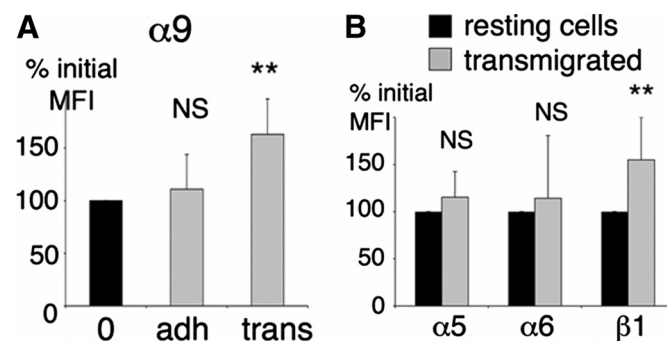 A
α9
% initial
MFI
NS
**
150
100
50
0
0 adh trans
B
resting cells
transmigrated
% initial
MFI
NS
NS
**
150
100
50
0
α5 α6 β1